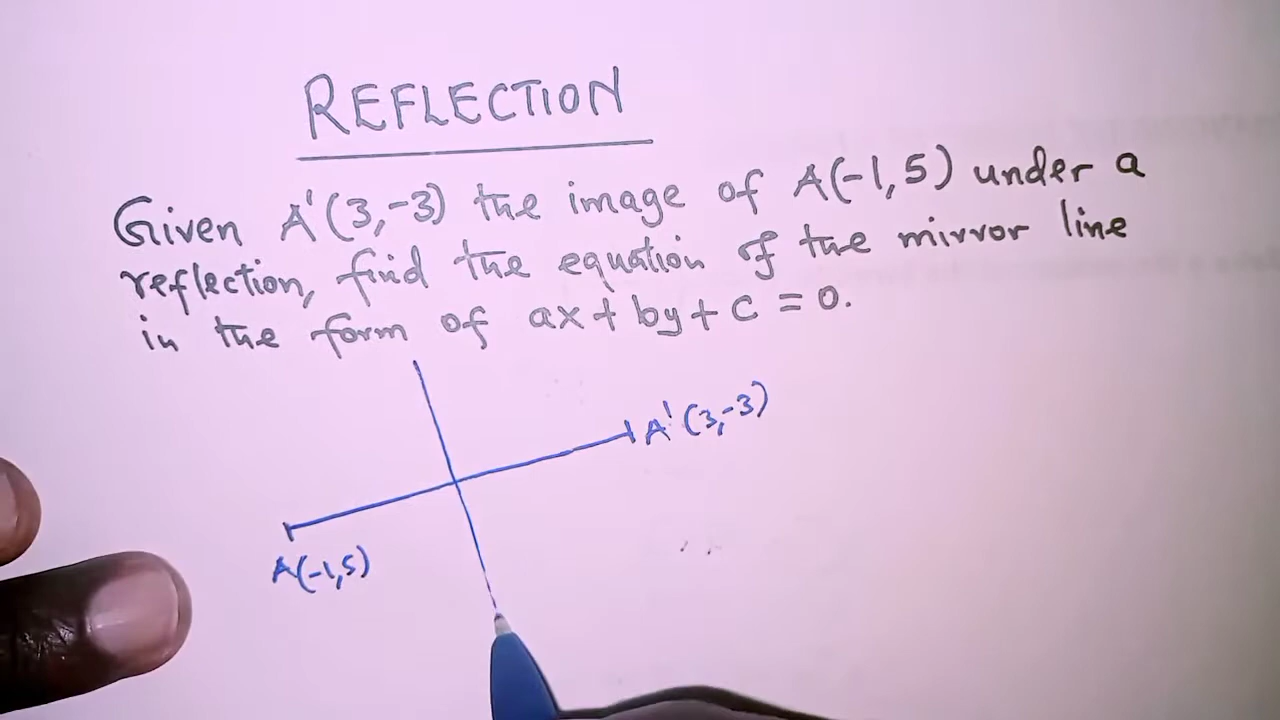 REFLECTION
Given A'(3,-3) the image of A(-1,5) under a
reflection, find the equation of the mirror line
in the form of ax + by + c = 0.
A'(3,-3)
A(-1,5)